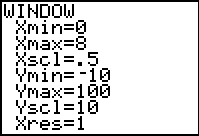 WINDOW
Xmin=0
Xmax=8
Xscl=.5
Ymin=-10
Ymax=100
Yscl=10
Xres=1